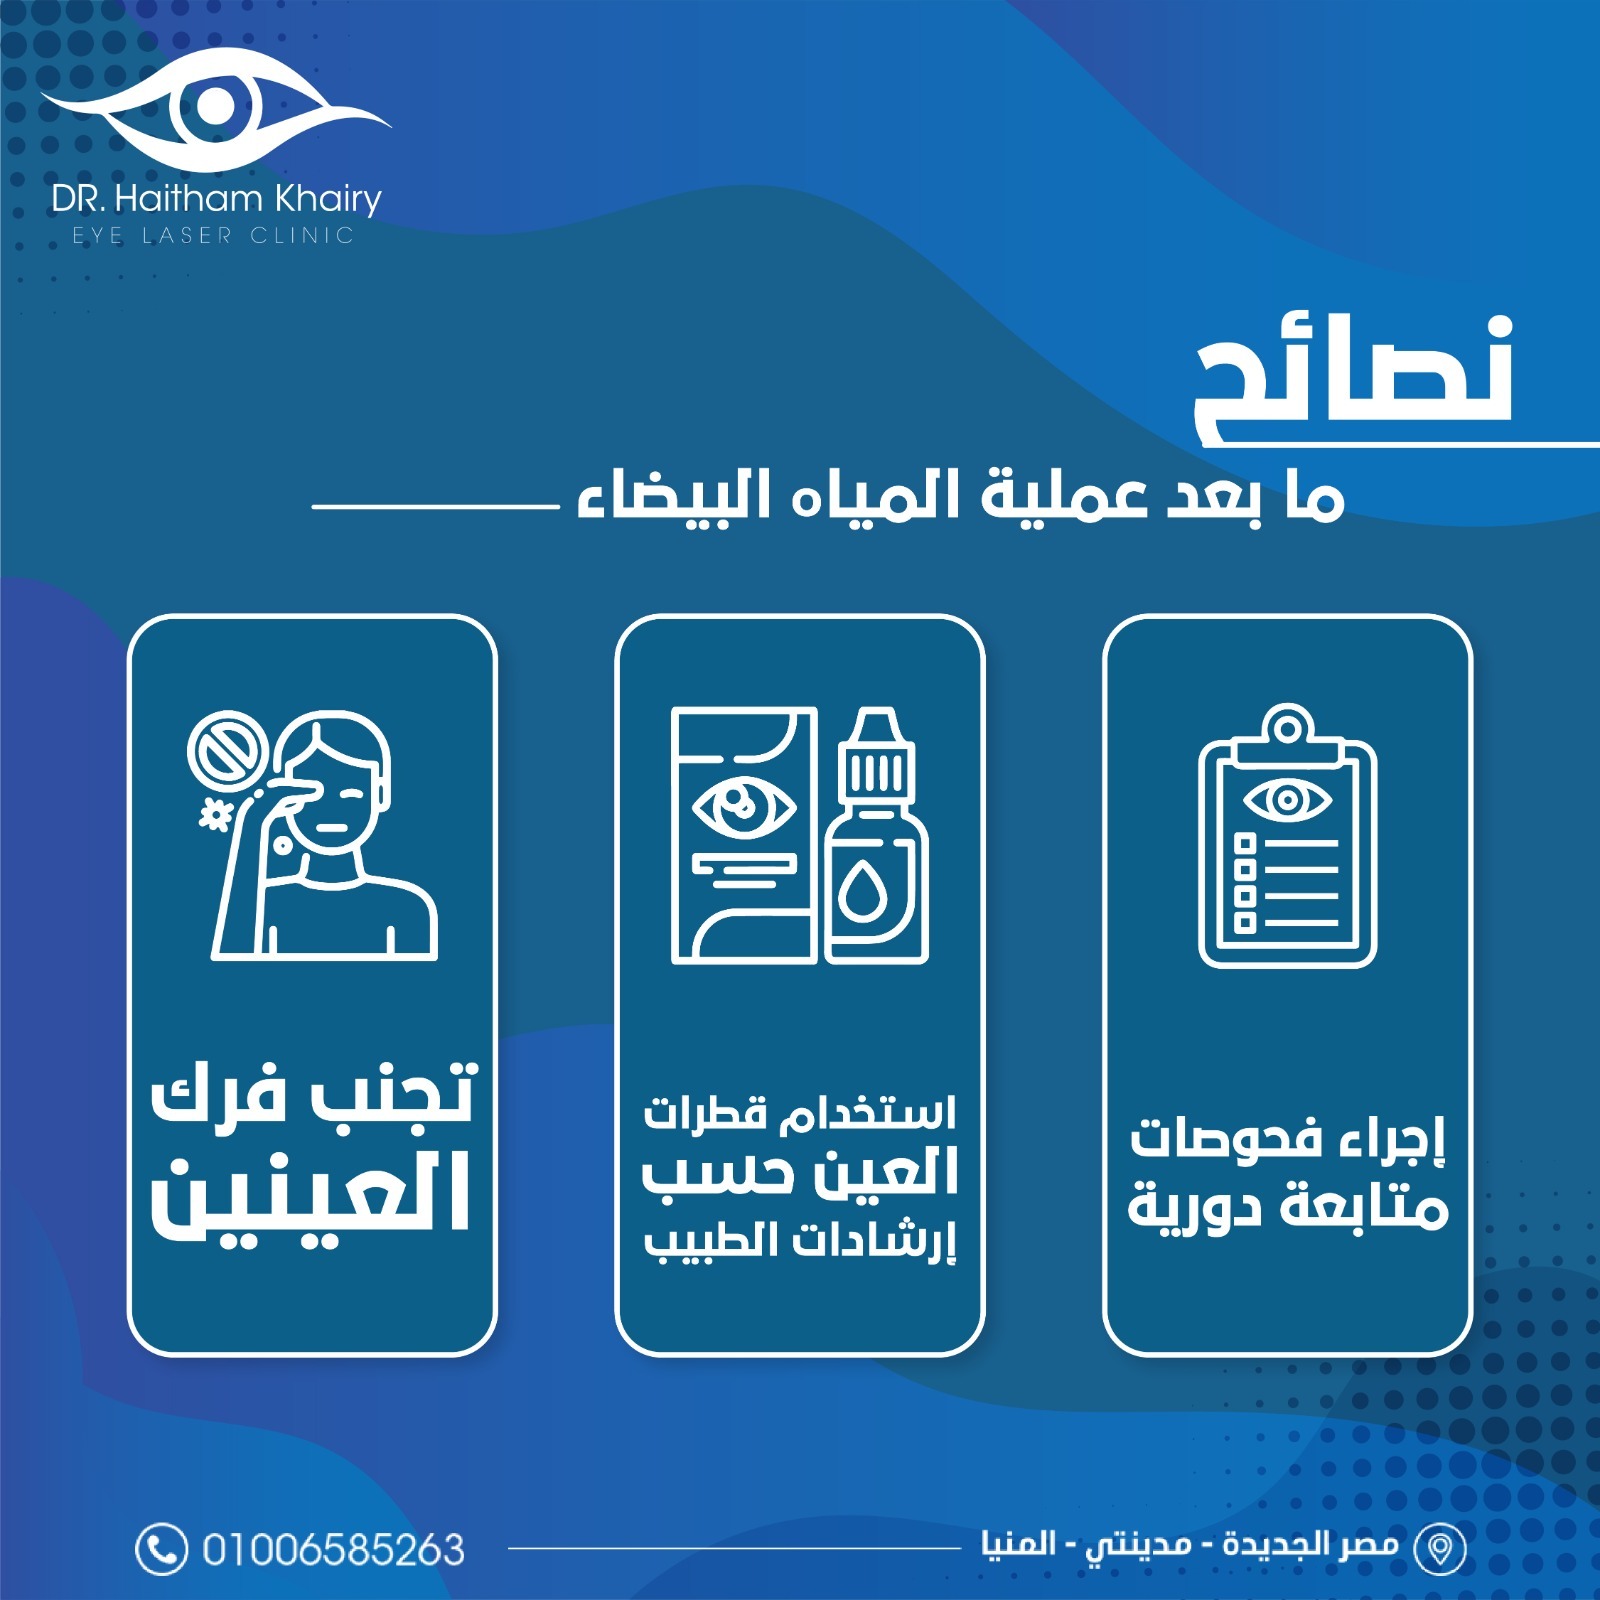 DR. Haitham Khairy
EYE LASER CLINIC
نصائح
ما بعد عملية المياه البيضاء
إجراء فحوصات
متابعة دورية
استخدام قطرات
العين حسب
إرشادات الطبيب
تجنب فرك
العينين
مصر الجديدة - مدينتي - المنيا
01006585263